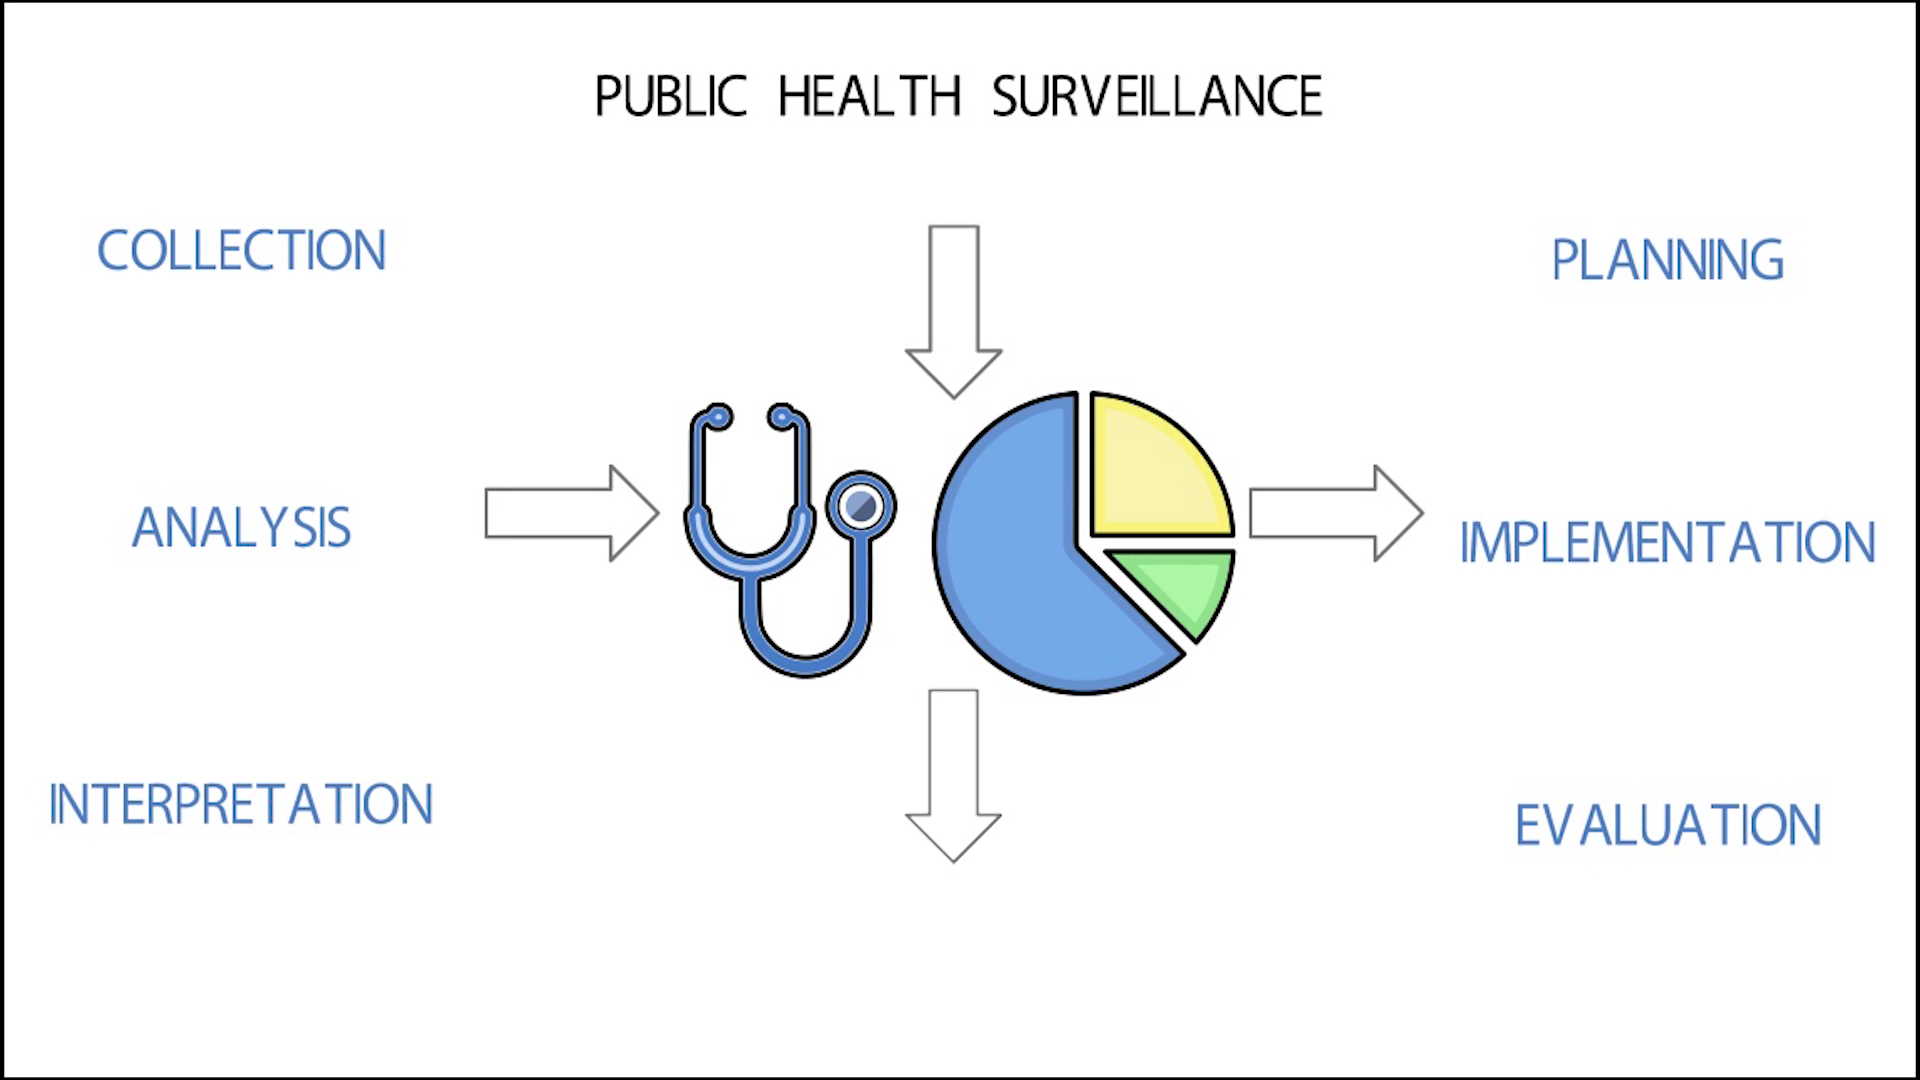 PUBLIC HEALTH SURVEILLANCE
COLLECTION
ANALYSIS
INTERPRETATION
PLANNING
IMPLEMENTATION
EVALUATION